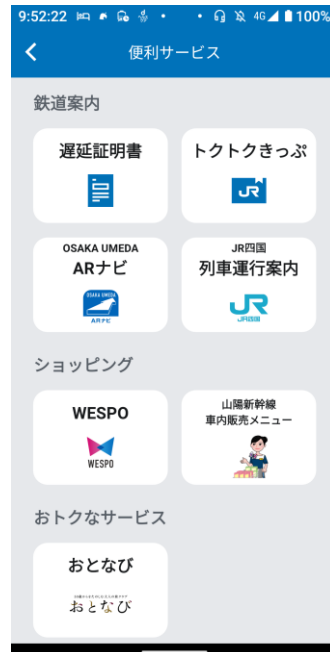 9:52:22 4G 100%
便利サービス
鉄道案内
遅延証明書
トクトクきっぷ
JR
OSAKA UMEDA
ARナビ
OSAKA UMEDA
ARナビ
JR四国
列車運行案内
JR
JR四国
ショッピング
WESPO
WESPO
山陽新幹線
車内販売メニュー
おトクなサービス
おとなび
おとなび